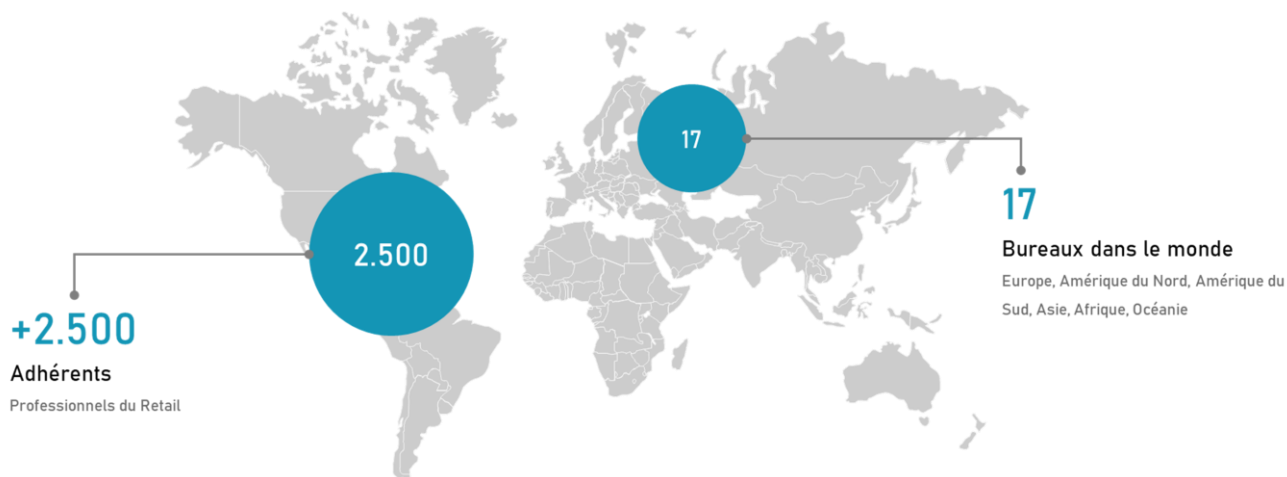 17
2.500
17
Bureaux dans le monde
Europe, Amérique du Nord, Amérique du
Sud, Asie, Afrique, Océanie
+2.500
Adhérents
Professionnels du Retail